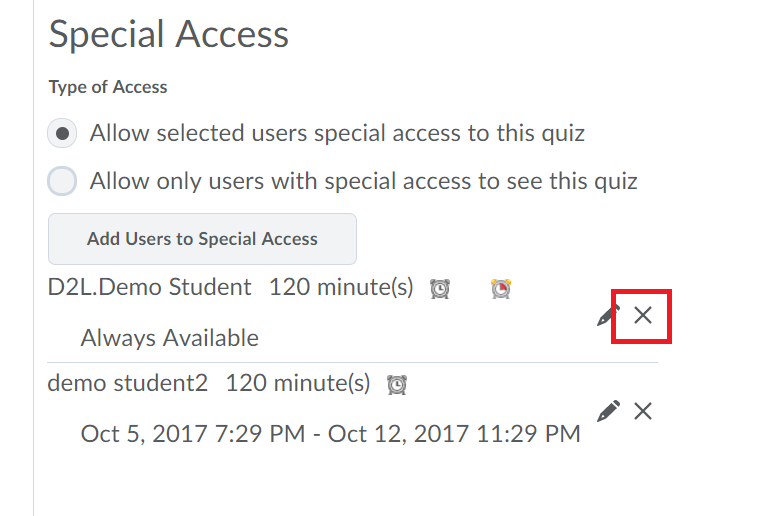 Special Access
Type of Access
Allow selected users special access to this quiz
Allow only users with special access to see this quiz
Add Users to Special Access
D2L.Demo Student 120 minute(s)
Always Available
demo student2 120 minute(s)
Oct 5, 2017 7:29 PM - Oct 12, 2017 11:29 PM